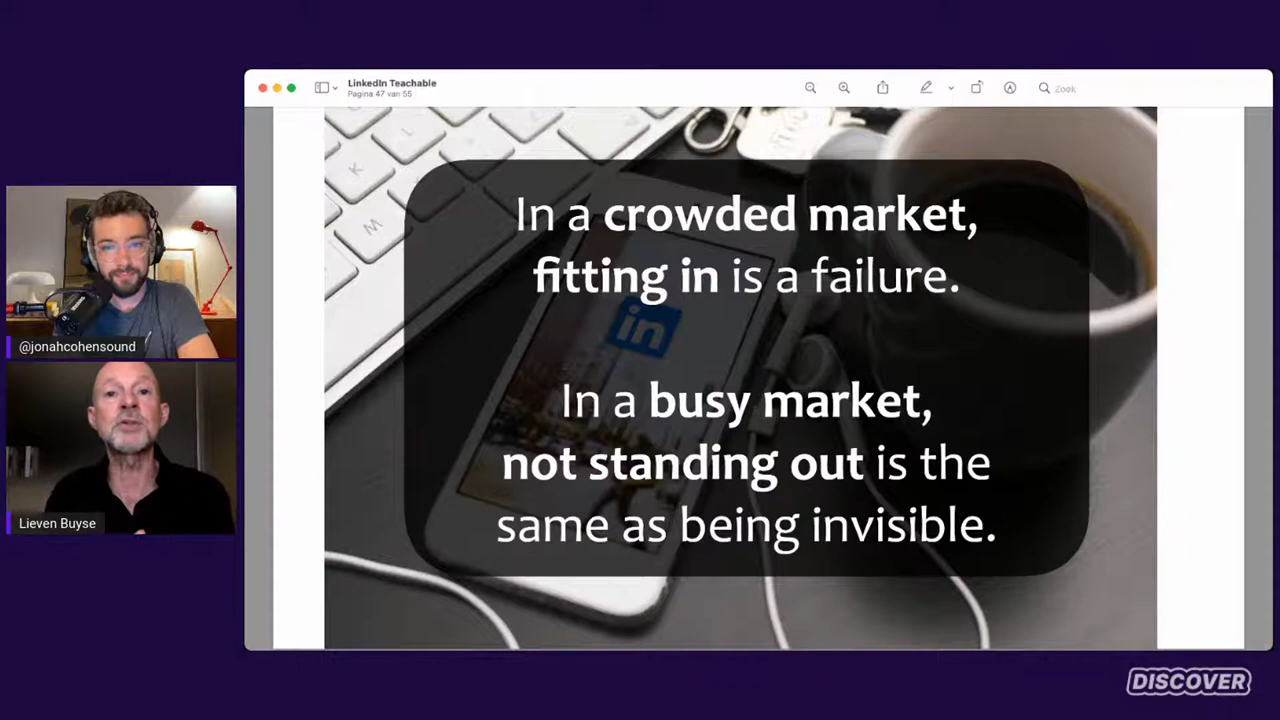 LinkedIn Teachable
Pagina 47 van 55
Zoek
In a crowded market,
fitting in is a failure.
in
In a busy market,
not standing out is the
same as being invisible.
K
L
M
@jonahcohensound
Lieven Buyse
DISCOVER